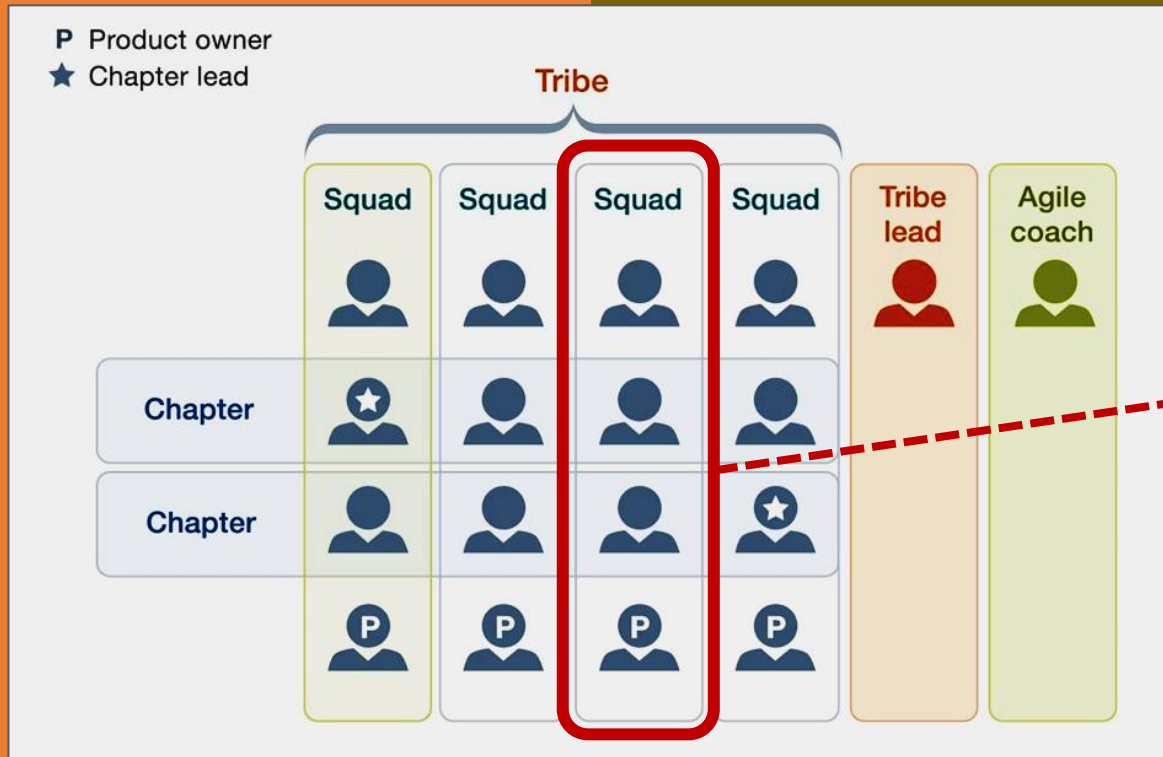 P Product owner
★ Chapter lead
Tribe
Squad Squad Squad Squad Tribe lead Agile coach
Chapter
Chapter
P P P P